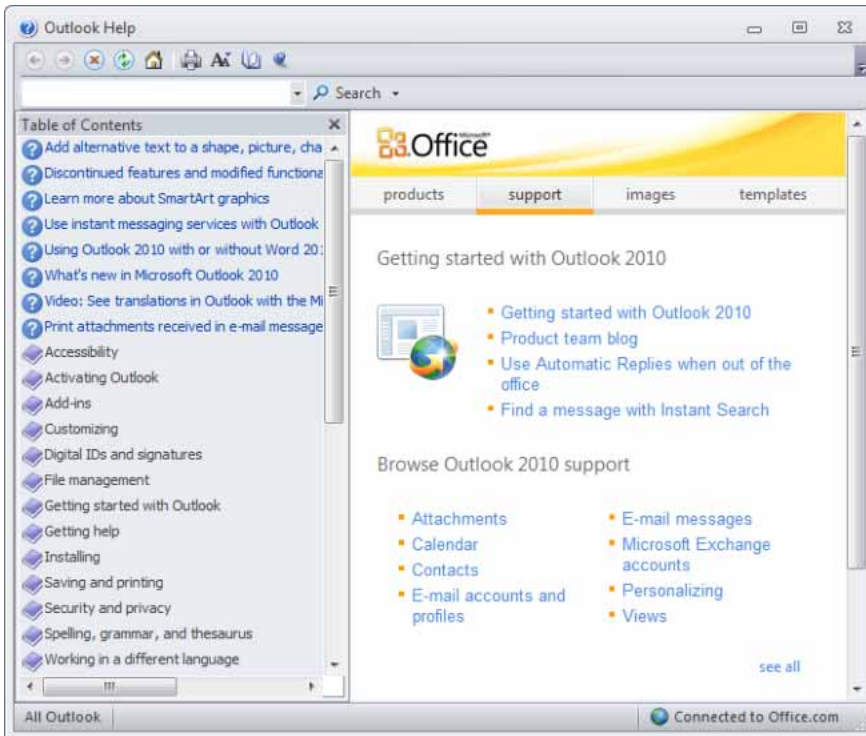 Outlook Help
Search
Table of Contents
Add alternative text to a shape, picture, cha
Discontinued features and modified functiona
Learn more about SmartArt graphics
Use instant messaging services with Outlook
Using Outlook 2010 with or without Word 201
What's new in Microsoft Outlook 2010
Video: See translations in Outlook with the Mi
Print attachments received in e-mail message
Accessibility
Activating Outlook
Add-ins
Customizing
Digital IDs and signatures
File management
Getting started with Outlook
Getting help
Installing
Saving and printing
Security and privacy
Spelling, grammar, and thesaurus
Working in a different language
All Outlook
Microsoft
Office
products support images templates
Getting started with Outlook 2010
Getting started with Outlook 2010
Product team blog
Use Automatic Replies when out of the
office
Find a message with Instant Search
Browse Outlook 2010 support
Attachments
Calendar
Contacts
E-mail accounts and
profiles
E-mail messages
Microsoft Exchange
accounts
Personalizing
Views
see all
Connected to Office.com